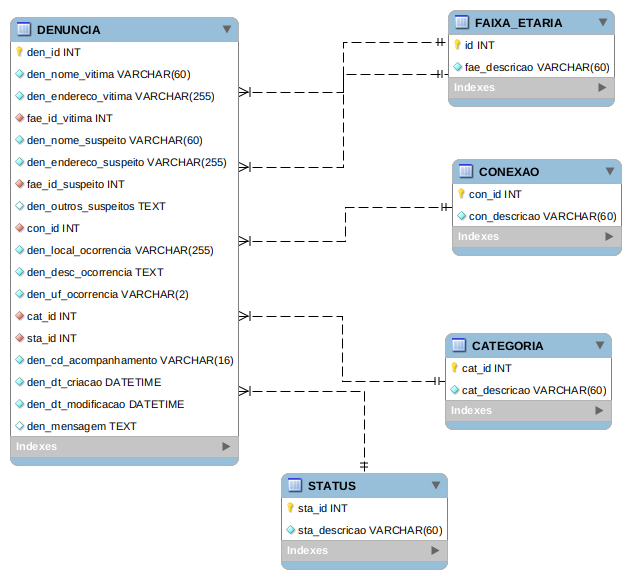 DENUNCIA
den_id INT
den_nome_vitima VARCHAR(60)
den_endereco_vitima VARCHAR(255)
fae_id_vitima INT
den_nome_suspeito VARCHAR(60)
den_endereco_suspeito VARCHAR(255)
fae_id_suspeito INT
den_outros_suspeitos TEXT
con_id INT
den_local_ocorrencia VARCHAR(255)
den_desc_ocorrencia TEXT
den_uf_ocorrencia VARCHAR(2)
cat_id INT
sta_id INT
den_cd_acompanhamento VARCHAR(16)
den_dt_criacao DATETIME
den_dt_modificacao DATETIME
den_mensagem TEXT
Indexes
FAIXA_ETARIA
id INT
fae_descricao VARCHAR(60)
Indexes
CONEXAO
con_id INT
con_descricao VARCHAR(60)
Indexes
CATEGORIA
cat_id INT
cat_descricao VARCHAR(60)
Indexes
STATUS
sta_id INT
sta_descricao VARCHAR(60)
Indexes